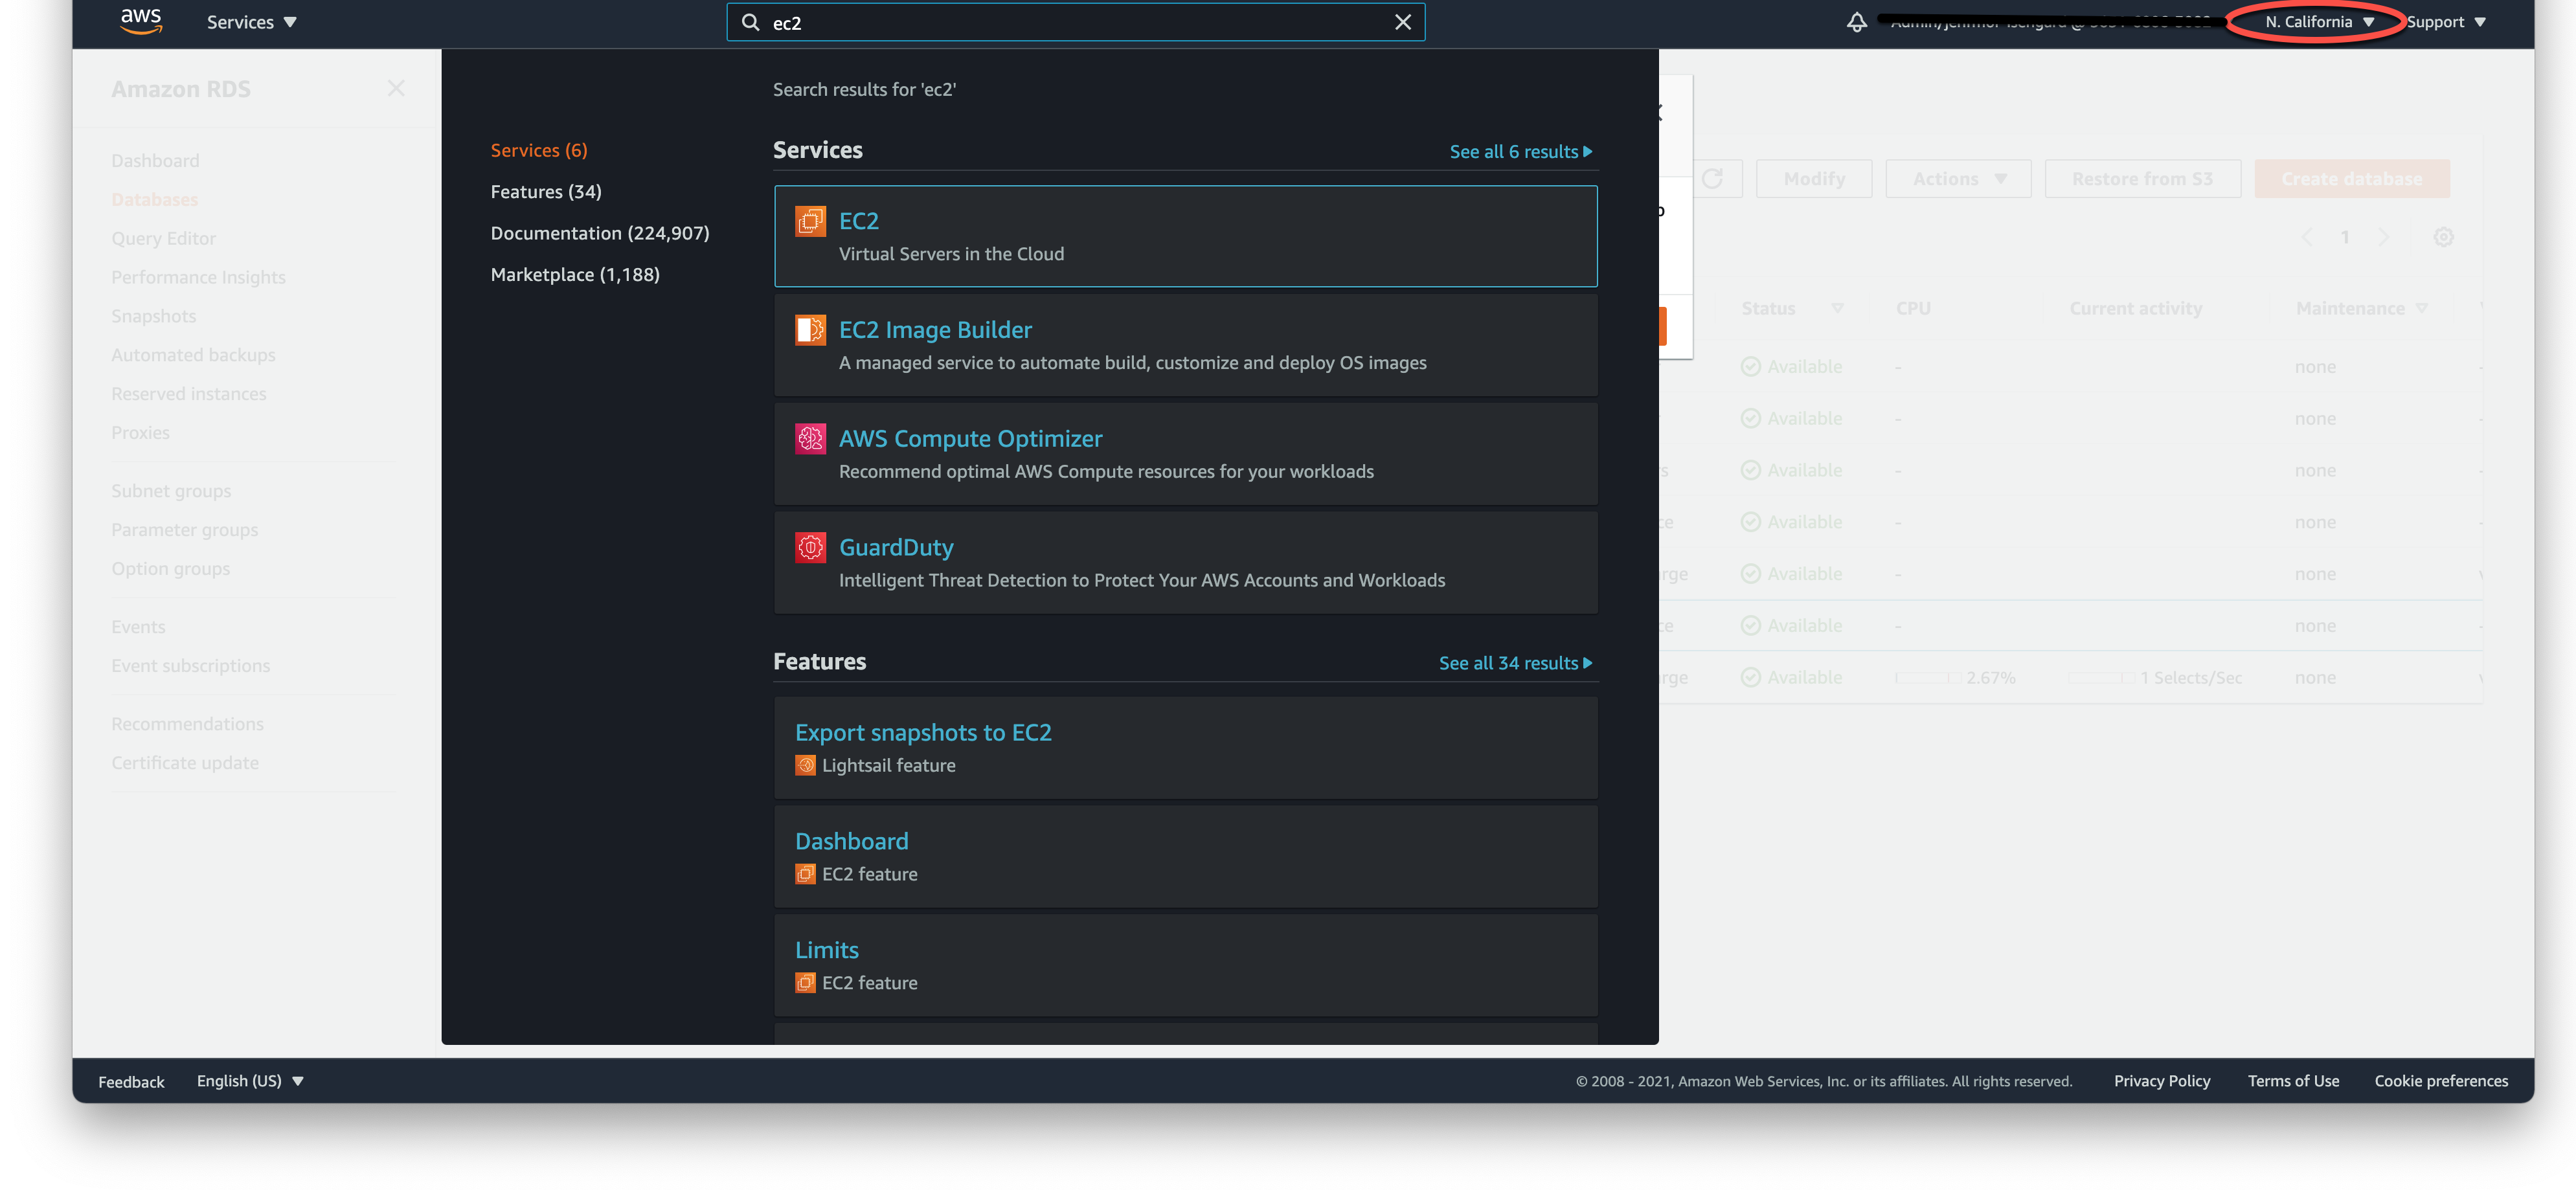 aws
Services
ec2
N. California
Support
Amazon RDS
Dashboard
Databases
Query Editor
Performance Insights
Snapshots
Automated backups
Reserved instances
Proxies
Subnet groups
Parameter groups
Option groups
Events
Event subscriptions
Recommendations
Certificate update
Search results for 'ec2'
Services (6)
Features (34)
Documentation (224,907)
Marketplace (1,188)
Services
See all 6 results
EC2
Virtual Servers in the Cloud
EC2 Image Builder
A managed service to automate build, customize and deploy OS images
AWS Compute Optimizer
Recommend optimal AWS Compute resources for your workloads
GuardDuty
Intelligent Threat Detection to Protect Your AWS Accounts and Workloads
Features
See all 34 results
Export snapshots to EC2
Lightsail feature
Dashboard
EC2 feature
Limits
EC2 feature
Modify
Actions
Restore from S3
Create database
1
Status CPU Current activity Maintenance
Available - none -
Available - none -
Available - none -
Available - none -
Available - none
Available - none -
Available 2.67% 1 Selects/Sec none
Feedback
English (US)
© 2008 - 2021, Amazon Web Services, Inc. or its affiliates. All rights reserved.
Privacy Policy
Terms of Use
Cookie preferences